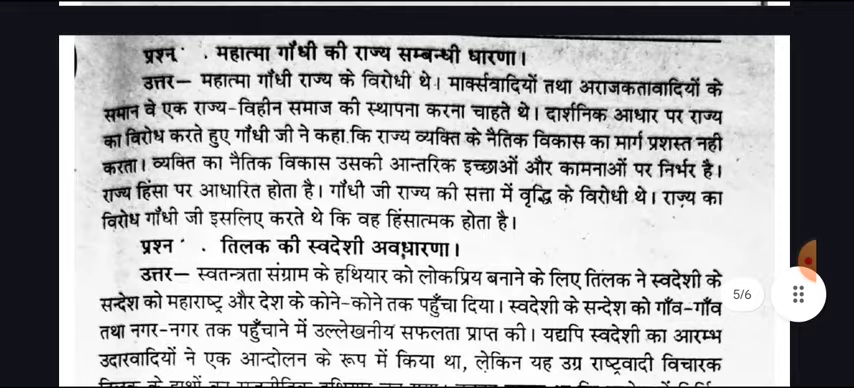 प्रश्न . महात्मा गाँधी की राज्य सम्बन्धी धारणा।
उत्तर— महात्मा गाँधी राज्य के विरोधी थे। मार्क्सवादियों तथा अराजकतावादियों के
समान वे एक राज्य-विहीन समाज की स्थापना करना चाहते थे। दार्शनिक आधार पर राज्य
का विरोध करते हुए गाँधी जी ने कहा कि राज्य व्यक्ति के नैतिक विकास का मार्ग प्रशस्त नही
करता। व्यक्ति का नैतिक विकास उसकी आन्तरिक इच्छाओं और कामनाओं पर निर्भर है।
राज्य हिंसा पर आधारित होता है। गाँधी जी राज्य की सत्ता में वृद्धि के विरोधी थे। राज्य का
विरोध गाँधी जी इसलिए करते थे कि वह हिंसात्मक होता है।
प्रश्न . तिलक की स्वदेशी अवधारणा।
उत्तर— स्वतन्त्रता संग्राम के हथियार को लोकप्रिय बनाने के लिए तिलक ने स्वदेशी के
सन्देश को महाराष्ट्र और देश के कोने-कोने तक पहुँचा दिया। स्वदेशी के सन्देश को गाँव-गाँव
तथा नगर-नगर तक पहुँचाने में उल्लेखनीय सफलता प्राप्त की। यद्यपि स्वदेशी का आरम्भ
उदारवादियों ने एक आन्दोलन के रूप में किया था, लेकिन यह उग्र राष्ट्रवादी विचारक
5/6